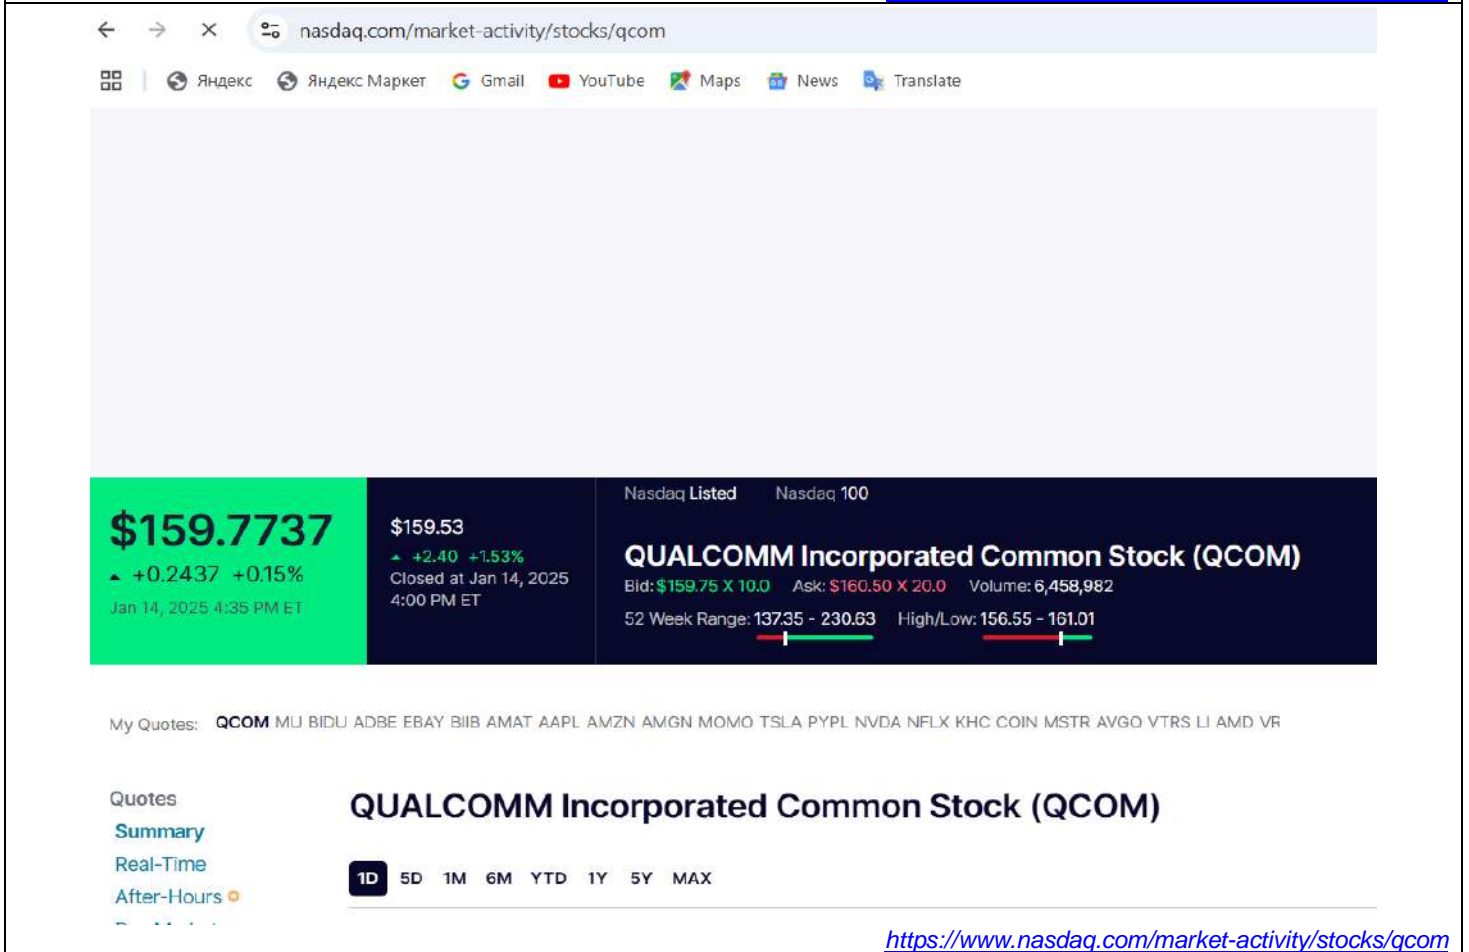 nasdaq.com/market-activity/stocks/qcom
Яндекс Яндекс Маркет Gmail YouTube Maps News Translate
$159.7737
+0.2437 +0.15%
Jan 14, 2025 4:35 PM ET
$159.53
+2.40 +1.53%
Closed at Jan 14, 2025
4:00 PM ET
Nasdaq Listed Nasdaq 100
QUALCOMM Incorporated Common Stock (QCOM)
Bid: $159.75 X 10.0 Ask: $160.50 X 20.0 Volume: 6,458,982
52 Week Range: 137.35 - 230.63 High/Low: 156.55 - 161.01
My Quotes: QCOM MU BIDU ADBE EBAY BIIB AMAT AAPL AMZN AMGN MOMO TSLA PYPL NVDA NFLX KHC COIN MSTR AVGO VTRS LI AMD VR
Quotes
Summary
Real-Time
After-Hours
QUALCOMM Incorporated Common Stock (QCOM)
1D 5D 1M 6M YTD 1Y 5Y MAX
https://www.nasdaq.com/market-activity/stocks/qcom